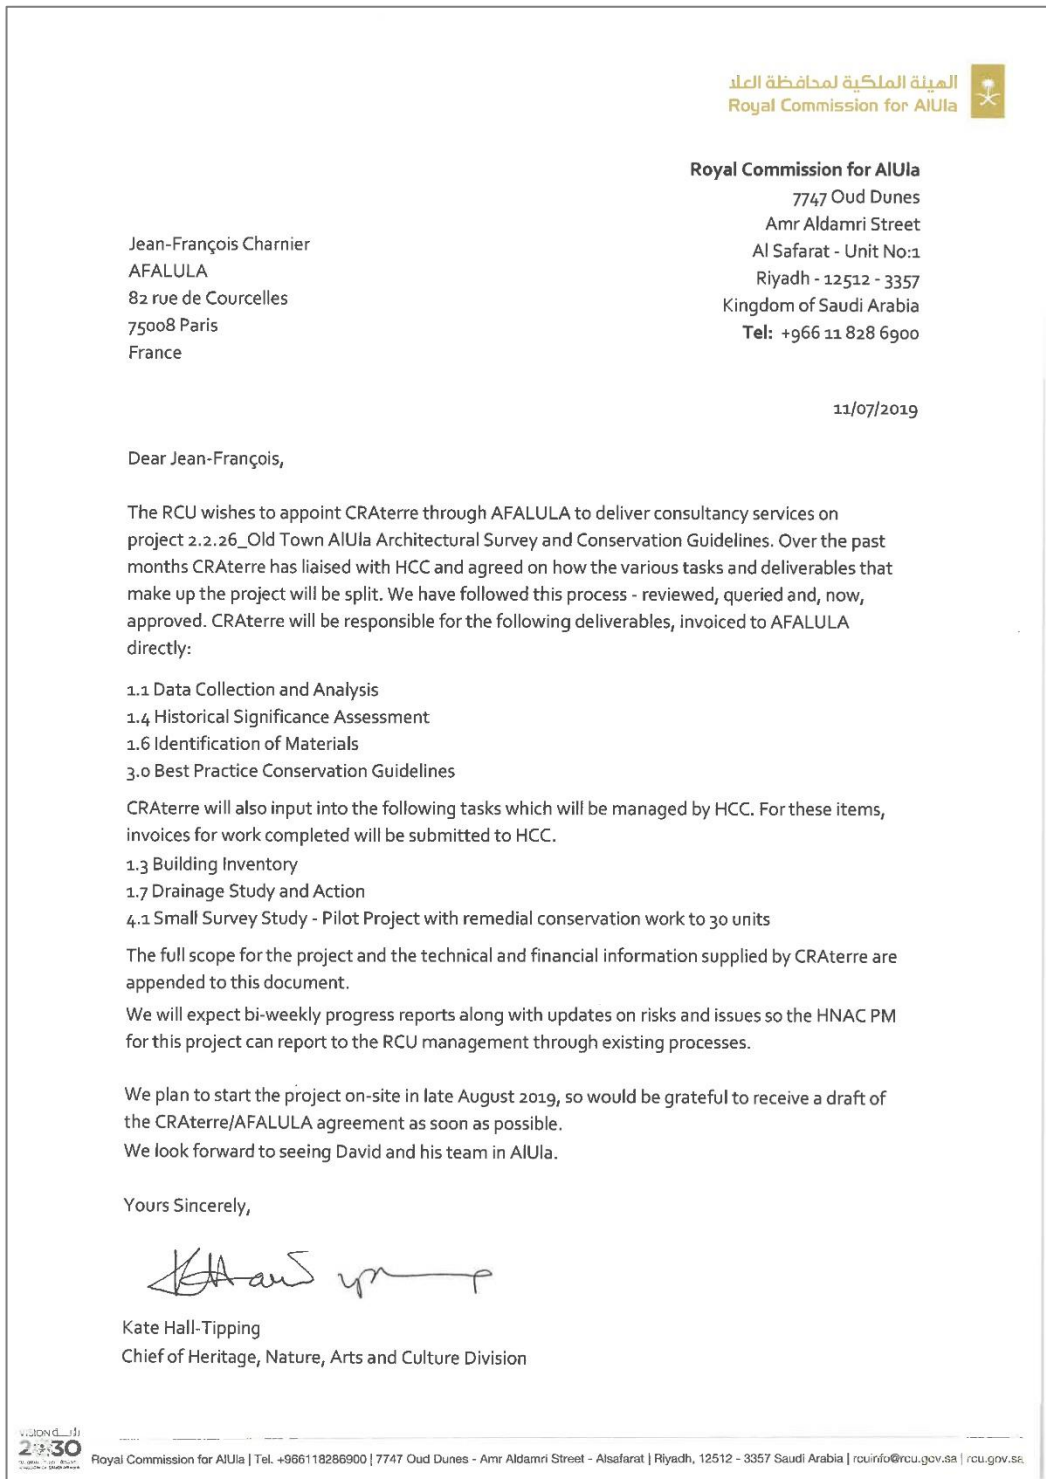 الهيئة الملكية لمحافظة العلا
Royal Commission for AlUla
Royal Commission for AlUla
7747 Oud Dunes
Amr Aldamri Street
Al Safarat - Unit No:1
Riyadh - 12512 - 3357
Kingdom of Saudi Arabia
Tel: +966 11 828 6900
Jean-François Charnier
AFALULA
82 rue de Courcelles
75008 Paris
France
11/07/2019
Dear Jean-François,
The RCU wishes to appoint CRAterre through AFALULA to deliver consultancy services on
project 2.2.26_Old Town AlUla Architectural Survey and Conservation Guidelines. Over the past
months CRAterre has liaised with HCC and agreed on how the various tasks and deliverables that
make up the project will be split. We have followed this process - reviewed, queried and, now,
approved. CRAterre will be responsible for the following deliverables, invoiced to AFALULA
directly:
1.1 Data Collection and Analysis
1.4 Historical Significance Assessment
1.6 Identification of Materials
3.0 Best Practice Conservation Guidelines
CRAterre will also input into the following tasks which will be managed by HCC. For these items,
invoices for work completed will be submitted to HCC.
1.3 Building Inventory
1.7 Drainage Study and Action
4.1 Small Survey Study - Pilot Project with remedial conservation work to 30 units
The full scope for the project and the technical and financial information supplied by CRAterre are
appended to this document.
We will expect bi-weekly progress reports along with updates on risks and issues so the HNAC PM
for this project can report to the RCU management through existing processes.
We plan to start the project on-site in late August 2019, so would be grateful to receive a draft of
the CRAterre/AFALULA agreement as soon as possible.
We look forward to seeing David and his team in AlUla.
Yours Sincerely,
Kate Hall-Tipping
Chief of Heritage, Nature, Arts and Culture Division
VISION
2030
Royal Commission for AlUla | Tel. +966118286900 | 7747 Oud Dunes - Amr Aldamri Street - Alsafarat | Riyadh, 12512 - 3357 Saudi Arabia | rcuinfo@rcu.gov.sa | rcu.gov.sa